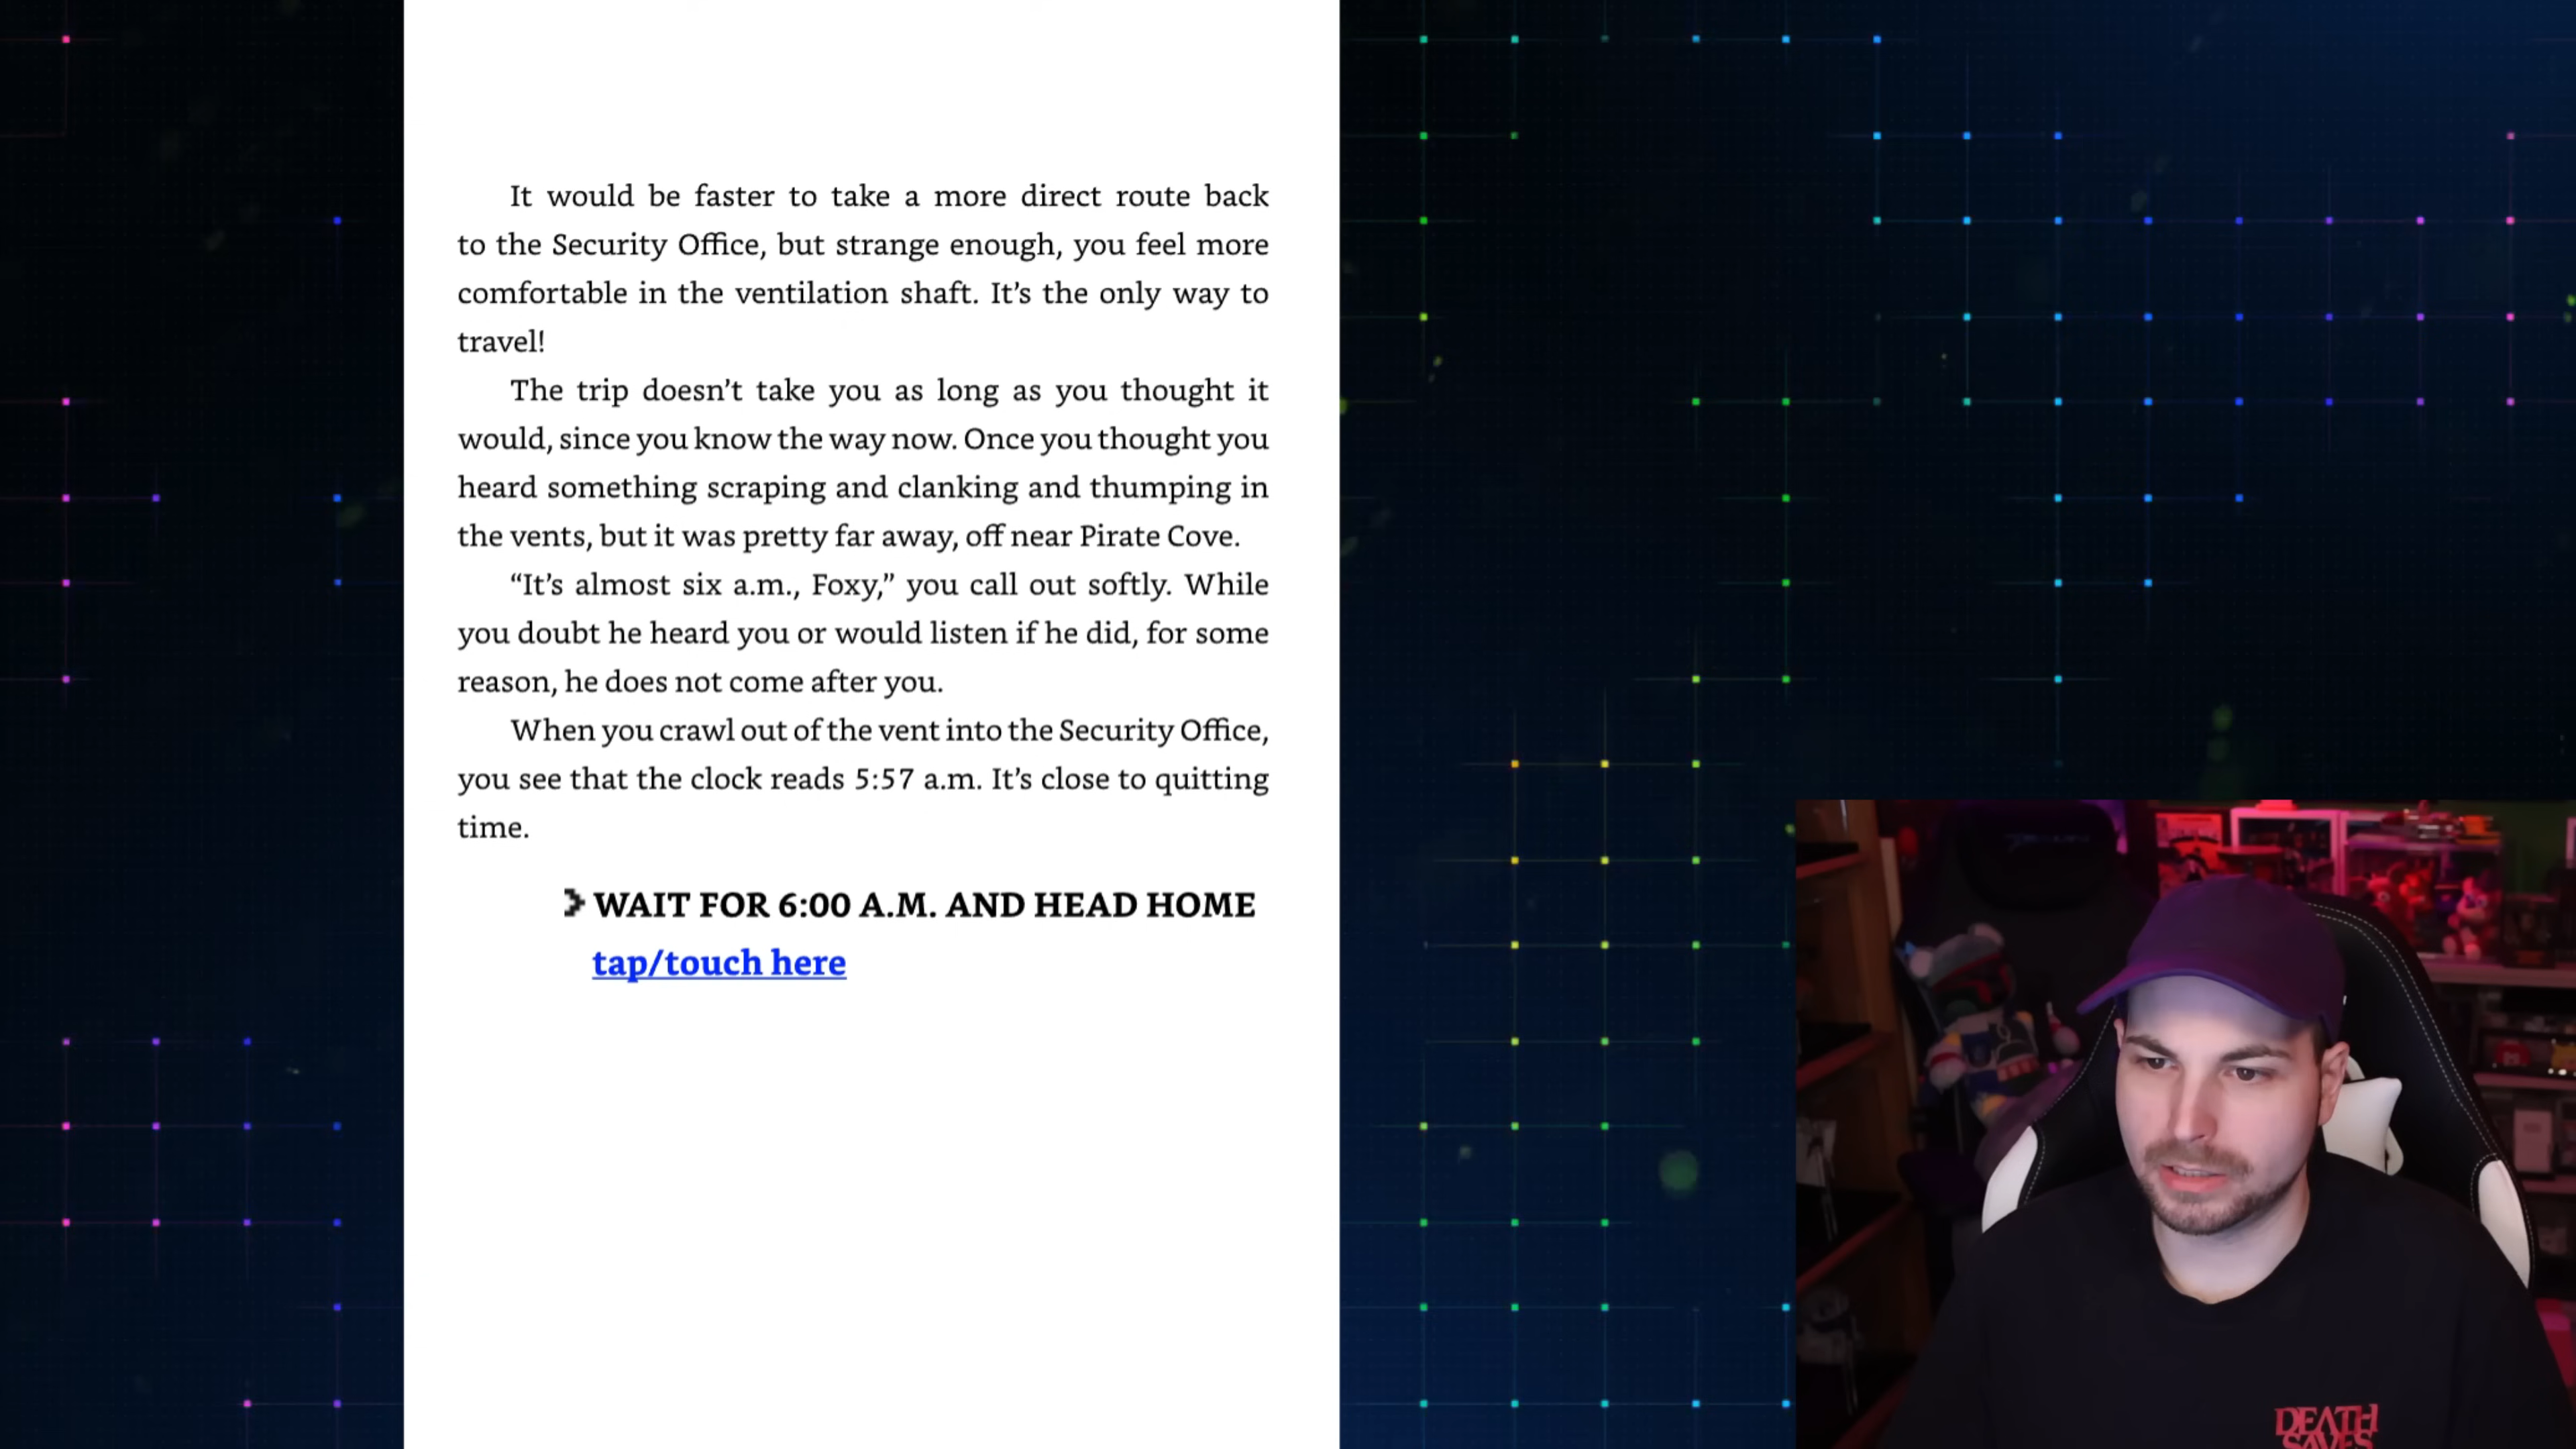 It would be faster to take a more direct route back
to the Security Office, but strange enough, you feel more
comfortable in the ventilation shaft. It’s the only way to
travel!
The trip doesn’t take you as long as you thought it
would, since you know the way now. Once you thought you
heard something scraping and clanking and thumping in
the vents, but it was pretty far away, off near Pirate Cove.
“It’s almost six a.m., Foxy,” you call out softly. While
you doubt he heard you or would listen if he did, for some
reason, he does not come after you.
When you crawl out of the vent into the Security Office,
you see that the clock reads 5:57 a.m. It’s close to quitting
time.
WAIT FOR 6:00 A.M. AND HEAD HOME
tap/touch here
DEATH
SAVES